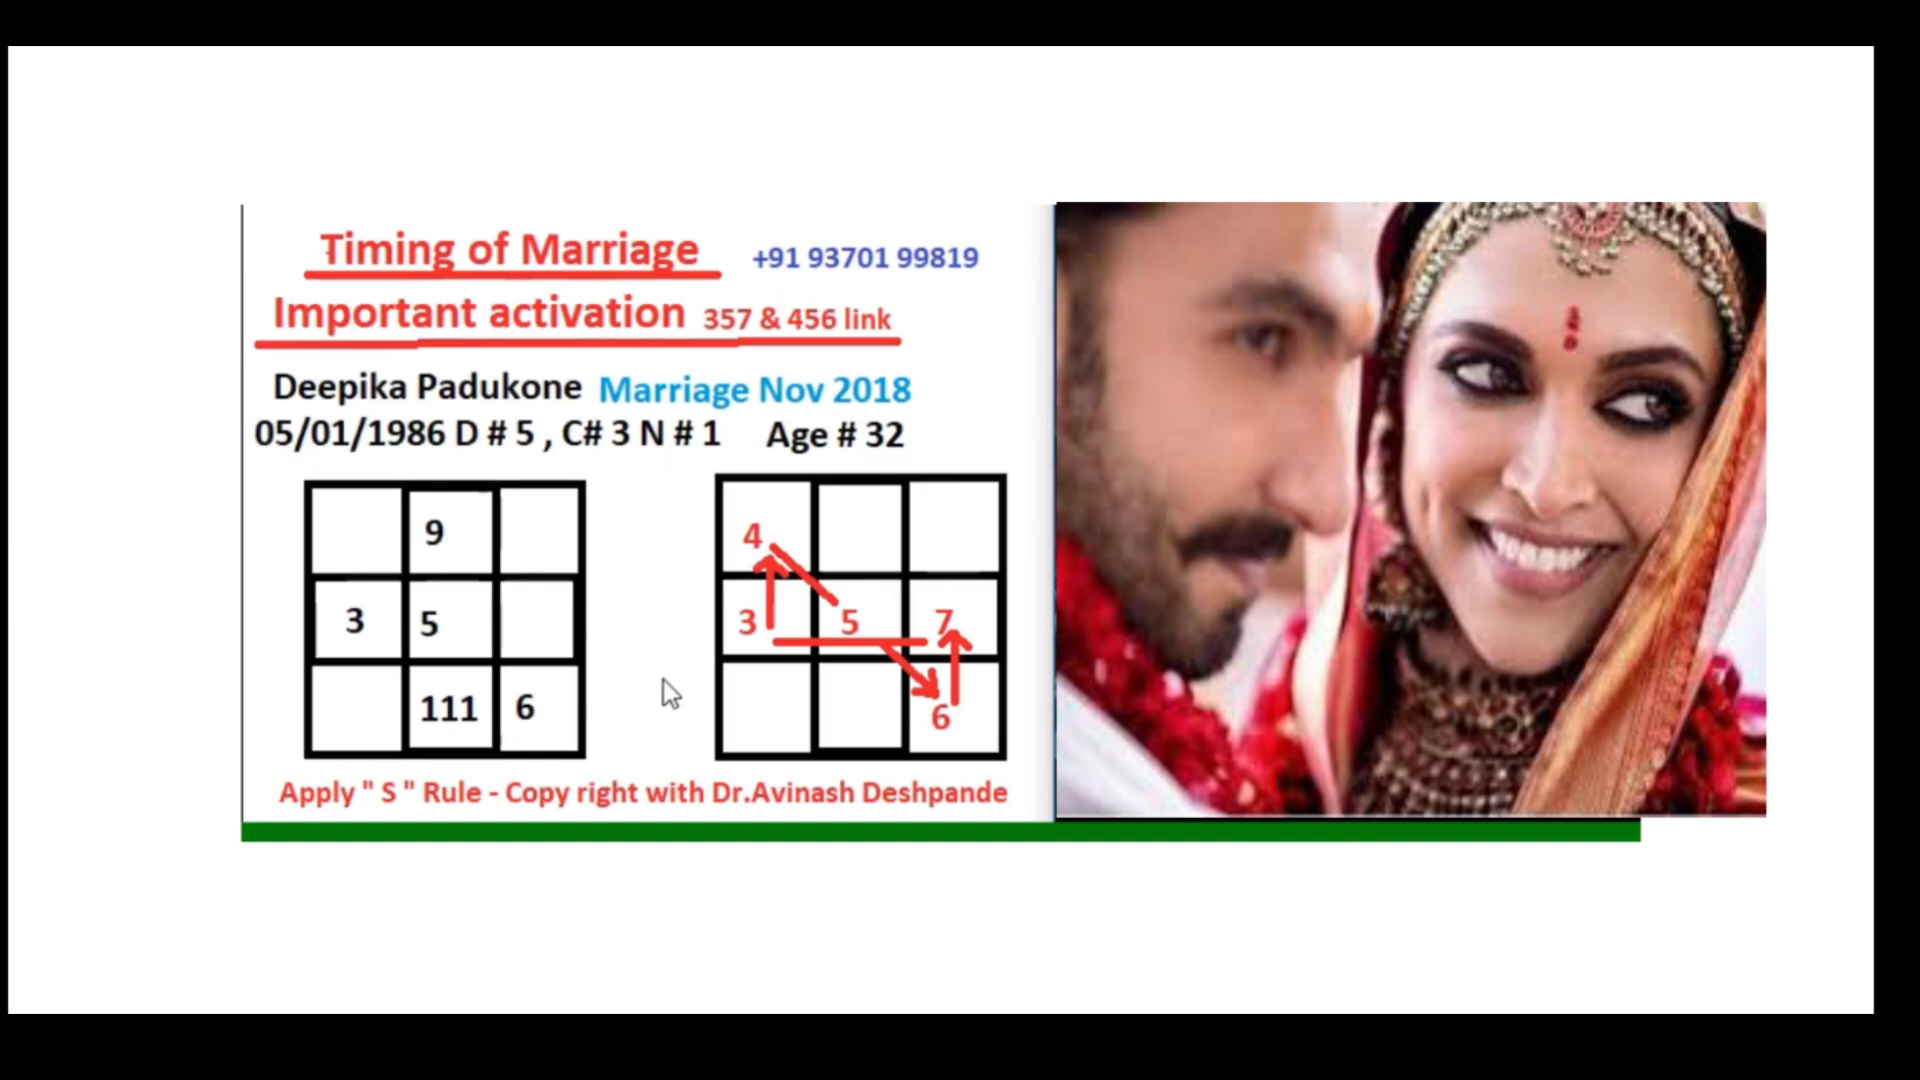 Timing of Marriage +91 93701 99819
Important activation 357 & 456 link
Deepika Padukone Marriage Nov 2018
05/01/1986 D # 5 , C# 3 N # 1 Age # 32
9
3 5
111 6
4
3 5 7
6
Apply " S " Rule - Copy right with Dr.Avinash Deshpande